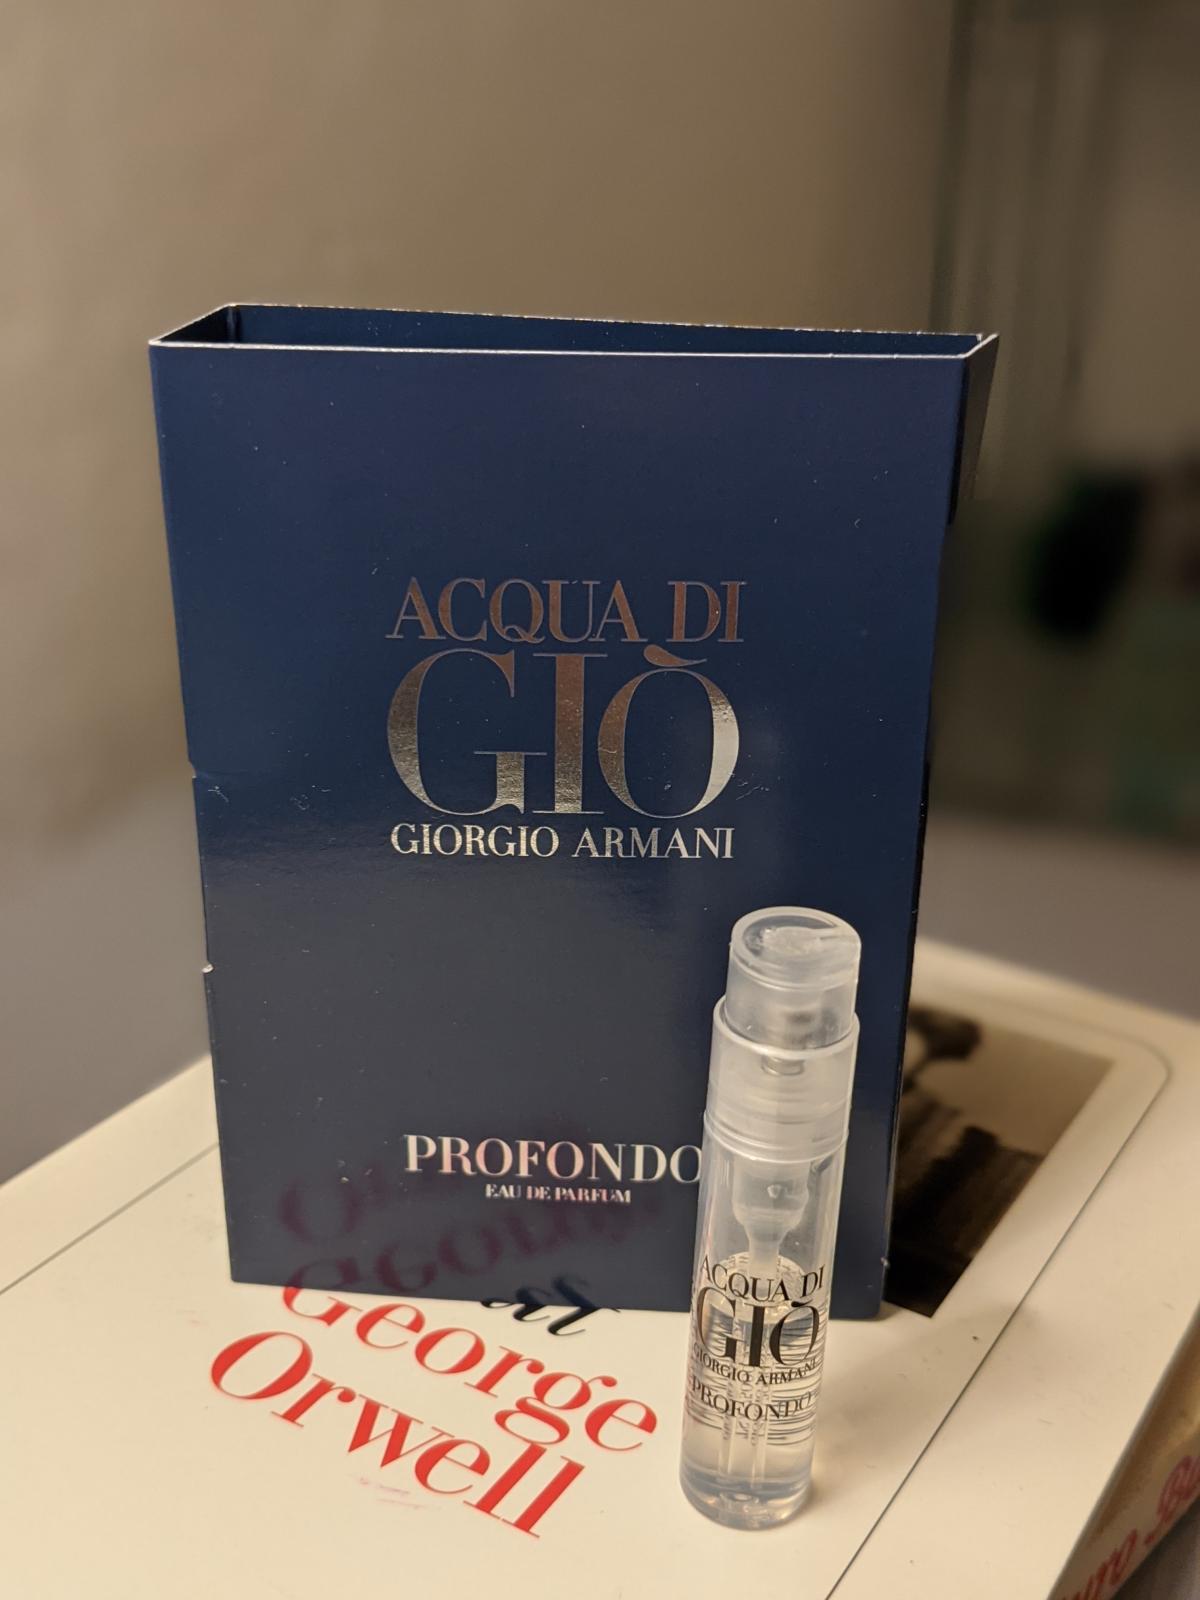 ACQUA DI
GIÒ
GIORGIO ARMANI
PROFONDO
EAU DE PARFUM
ACQUA DI
GIÒ
GIORGIO ARMANI
PROFONDO
George
Orwell